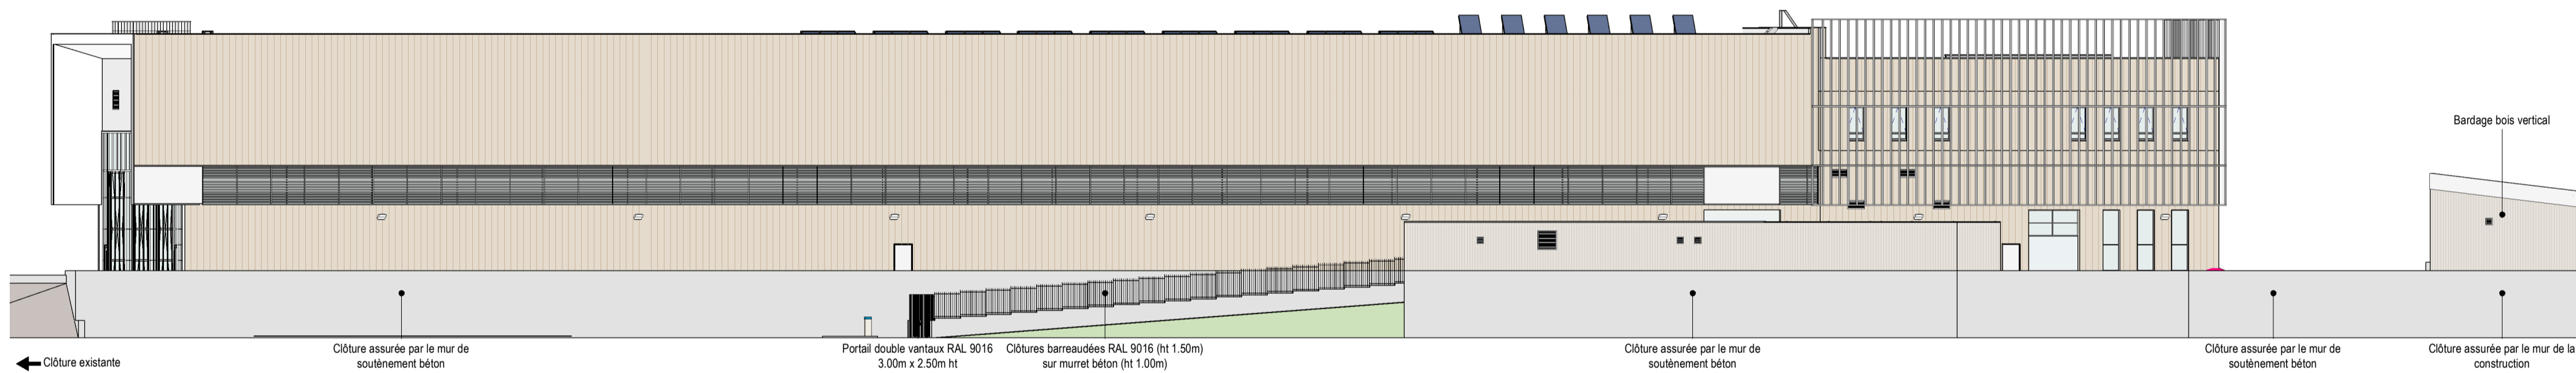 Bardage bois vertical
Clôture existante
Clôture assurée par le mur de
soutènement béton
Portail double vantaux RAL 9016
3.00m x 2.50m ht
Clôtures barreaudées RAL 9016 (ht 1.50m)
sur murret béton (ht 1.00m)
Clôture assurée par le mur de
soutènement béton
Clôture assurée par le mur de
soutènement béton
Clôture assurée par le mur de la
construction